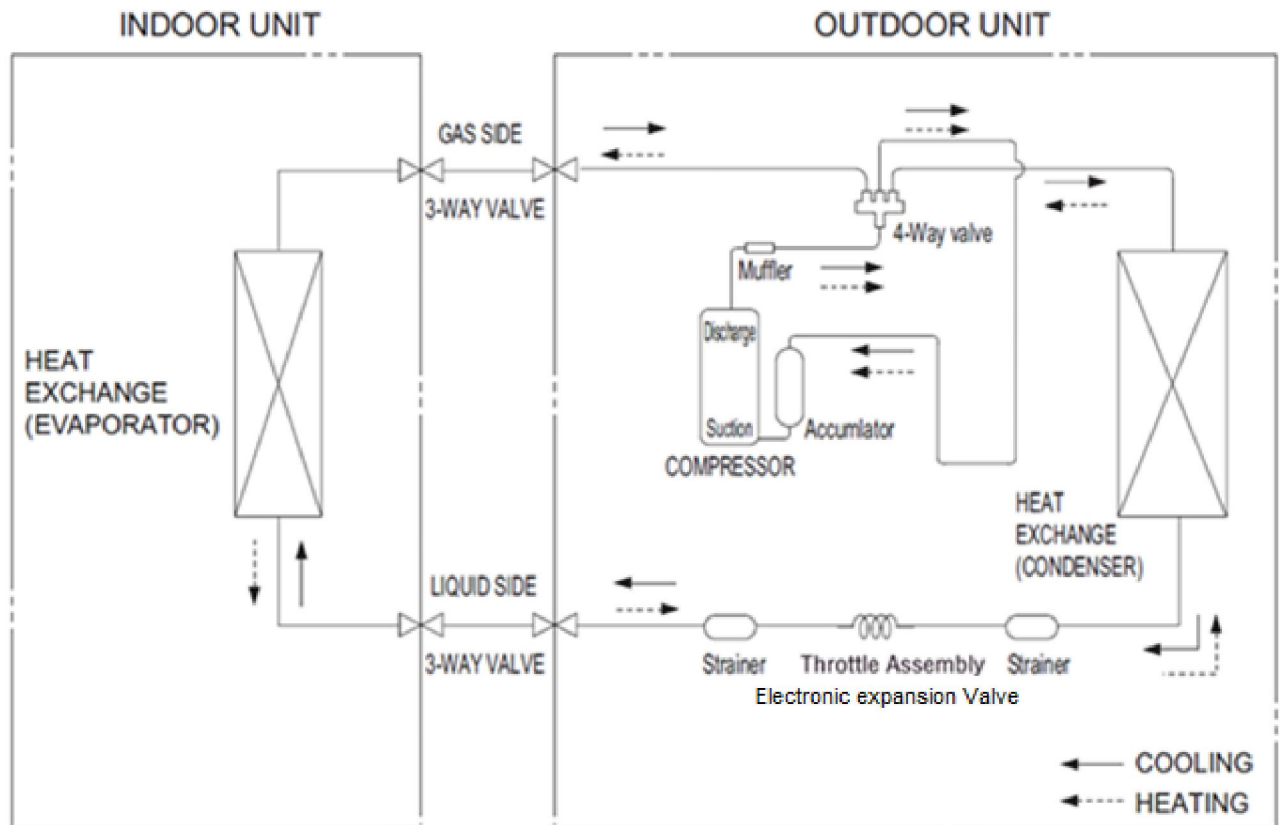 INDOOR UNIT
OUTDOOR UNIT
GAS SIDE
3-WAY VALVE
4-Way valve
Muffler
Discharge
Suction
Accumlator
COMPRESSOR
HEAT
EXCHANGE
(EVAPORATOR)
HEAT
EXCHANGE
(CONDENSER)
LIQUID SIDE
3-WAY VALVE
Strainer
Throttle Assembly
Strainer
Electronic expansion Valve
COOLING
HEATING